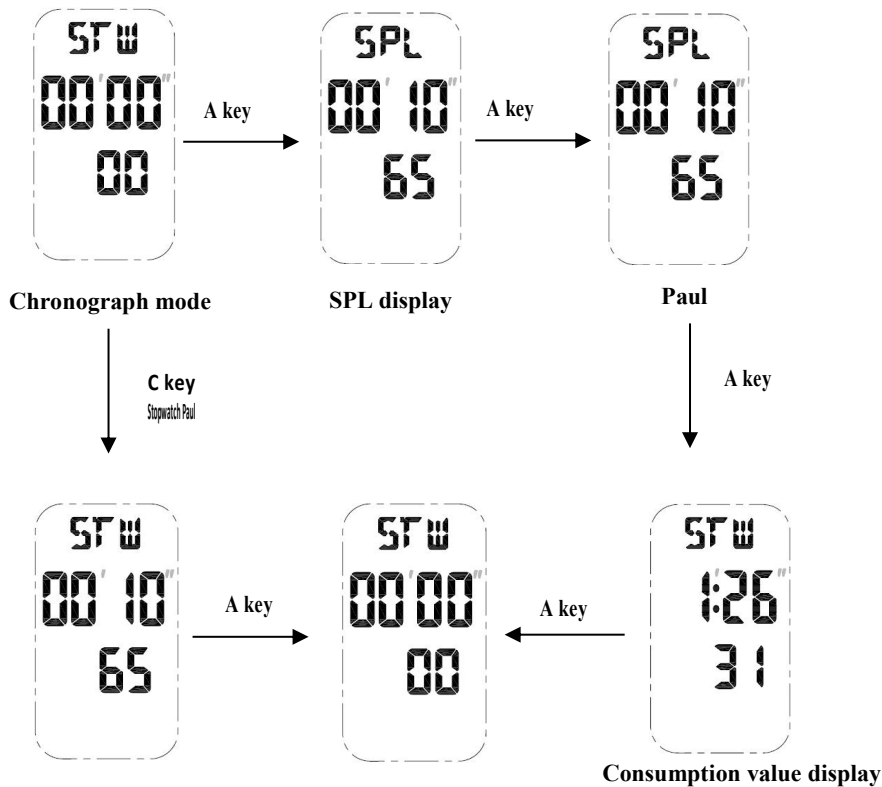 STW
00'00"
00
A key
SPL
00'10"
65
A key
SPL
00'10"
65
Chronograph mode
SPL display
Paul
C key
Stopwatch Paul
A key
STW
00'10"
65
A key
STW
00'00"
00
A key
STW
1:'26"
31
Consumption value display